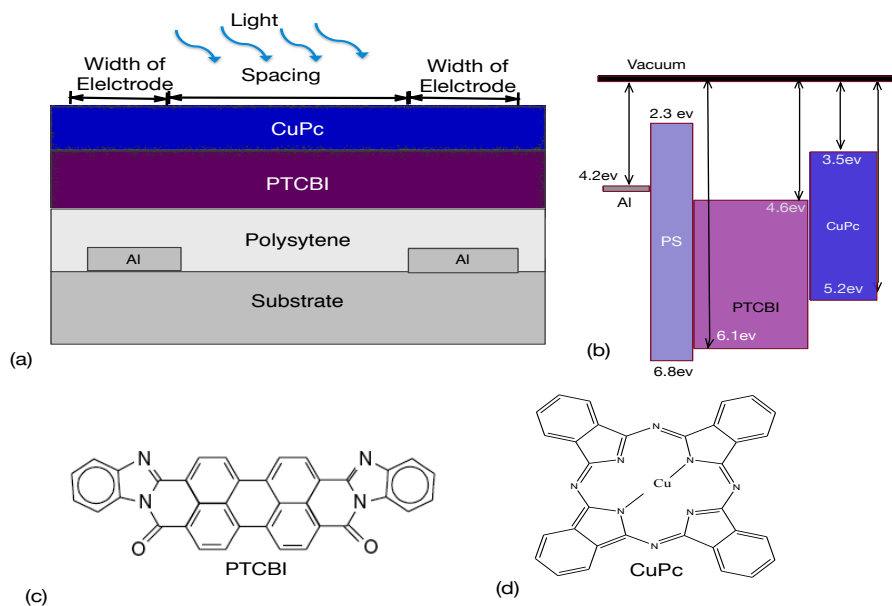 Light
Width of
Elelctrode
Spacing
Width of
Elelctrode
CuPc
PTCBI
Polysytene
Al
Al
Substrate
(a)
Vacuum
2.3 ev
4.2ev
Al
3.5ev
4.6ev
PS
CuPc
5.2ev
PTCBI
6.1ev
6.8ev
(b)
N
N
N
N
O
O
PTCBI
(c)
(d)
N
N
N
N
N
Cu
N
N
N
CuPc